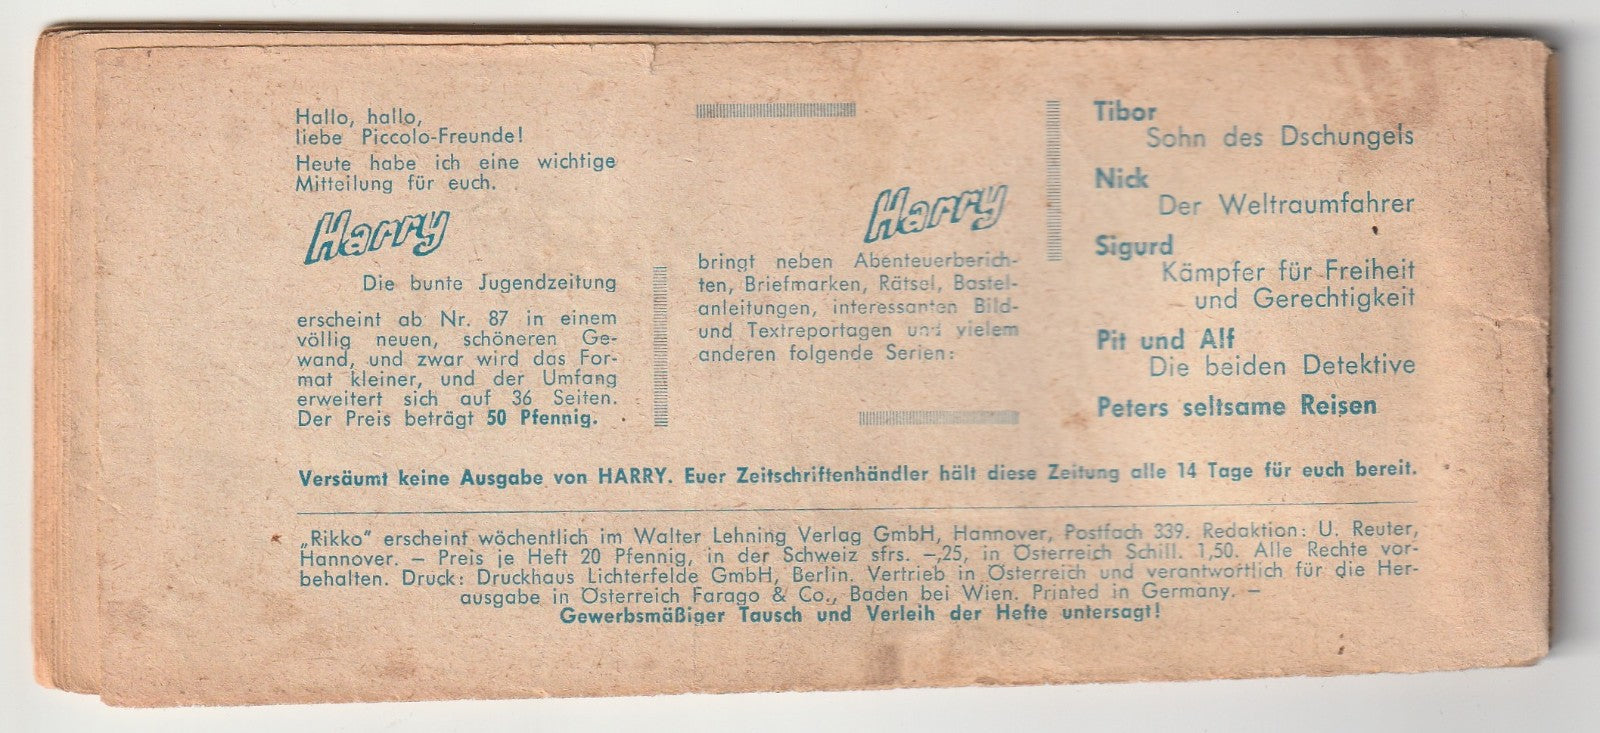 Hallo, hallo,
liebe Piccolo-Freunde!
Heute habe ich eine wichtige
Mitteilung für euch.
Harry
Die bunte Jugendzeitung
erscheint ab Nr. 87 in einem
völlig neuen, schöneren Ge-
wand, und zwar wird das For-
mat kleiner, und der Umfang
erweitert sich auf 36 Seiten.
Der Preis beträgt 50 Pfennig.
Harry
bringt neben Abenteuerberich-
ten, Briefmarken, Rätsel, Bastel-
anleitungen, interessanten Bild-
und Textreportagen und vielem
anderen folgende Serien:
Tibor
Sohn des Dschungels
Nick
Der Weltraumfahrer
Sigurd
Kämpfer für Freiheit
und Gerechtigkeit
Pit und Alf
Die beiden Detektive
Peters seltsame Reisen
Versäumt keine Ausgabe von HARRY. Euer Zeitschriftenhändler hält diese Zeitung alle 14 Tage für euch bereit.
„Rikko" erscheint wöchentlich im Walter Lehning Verlag GmbH, Hannover, Postfach 339. Redaktion: U. Reuter,
Hannover. — Preis je Heft 20 Pfennig, in der Schweiz sfrs. —,25, in Österreich Schill. 1,50. Alle Rechte vor-
behalten. Druck: Druckhaus Lichterfelde GmbH, Berlin. Vertrieb in Österreich und verantwortlich für die Her-
ausgabe in Österreich Farago & Co., Baden bei Wien. Printed in Germany. —
Gewerbsmäßiger Tausch und Verleih der Hefte untersagt!